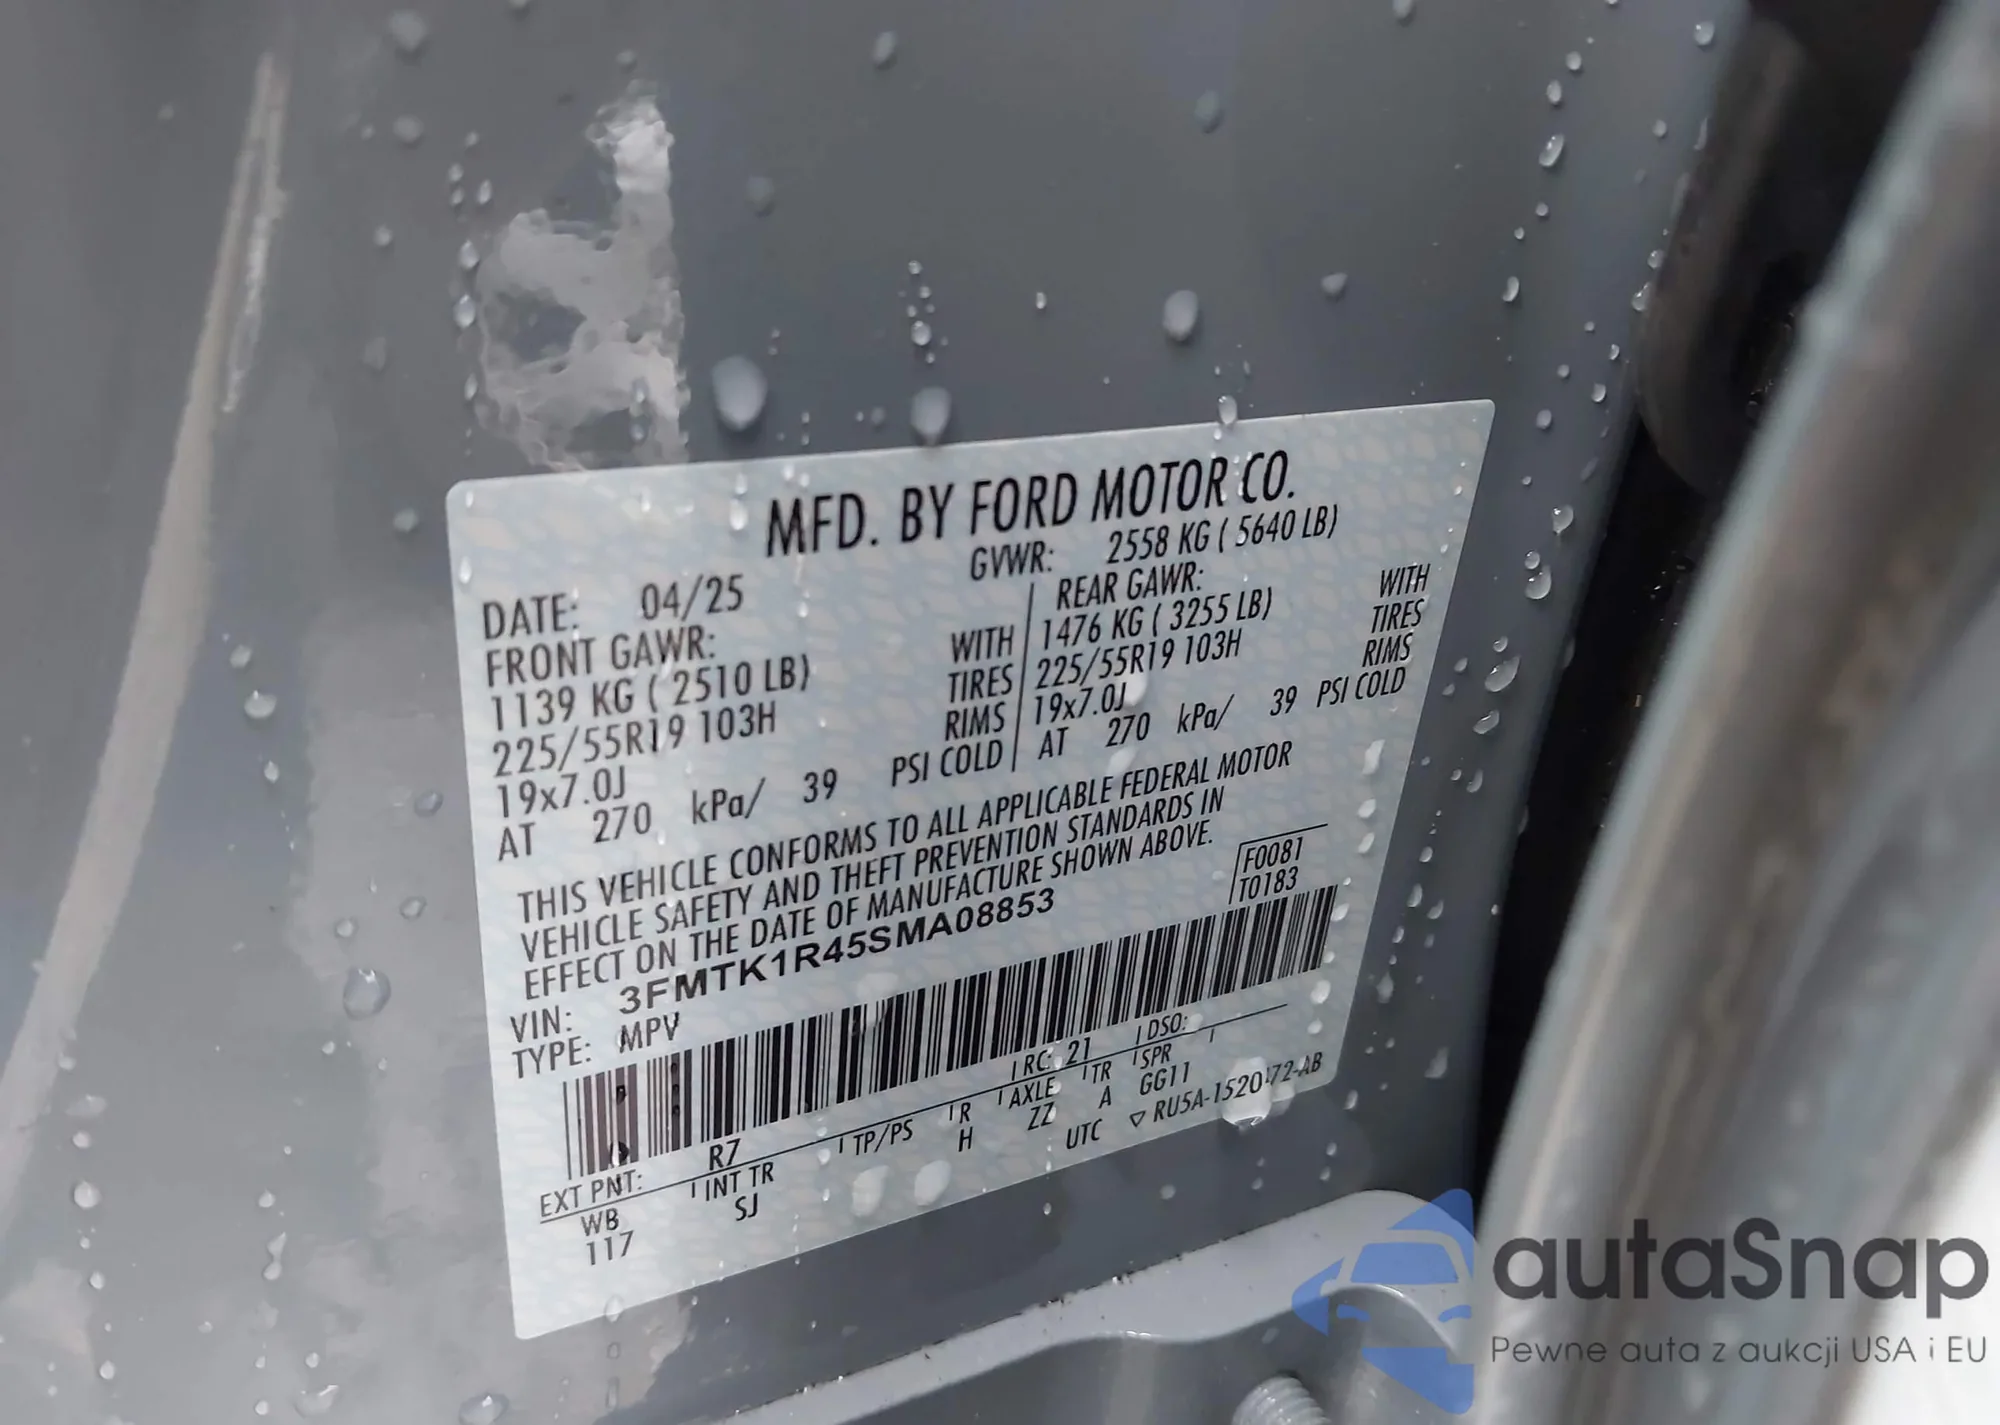 MFD. BY FORD MOTOR CO.
DATE: 04/25 GVWR: 2558 KG ( 5640 LB)
FRONT GAWR: REAR GAWR:
1139 KG ( 2510 LB) WITH 1476 KG ( 3255 LB) WITH
225/55R19 103H TIRES 225/55R19 103H TIRES
19x7.0J RIMS 19x7.0J RIMS
AT 270 kPa/ 39 PSI COLD AT 270 kPa/ 39 PSI COLD
THIS VEHICLE CONFORMS TO ALL APPLICABLE FEDERAL MOTOR
VEHICLE SAFETY AND THEFT PREVENTION STANDARDS IN
EFFECT ON THE DATE OF MANUFACTURE SHOWN ABOVE.
F0081
T0183
VIN: 3FMTK1R45SMA08853
TYPE: MPV
EXT PNT: R7 RC: 21 DSO:
WB INT TR TP/PS R AXLE TR SPR
117 SJ H ZZ A GG11
UTC ▽ RU5A-1520472-AB
autaSnap
Pewne auta z aukcji USA i EU